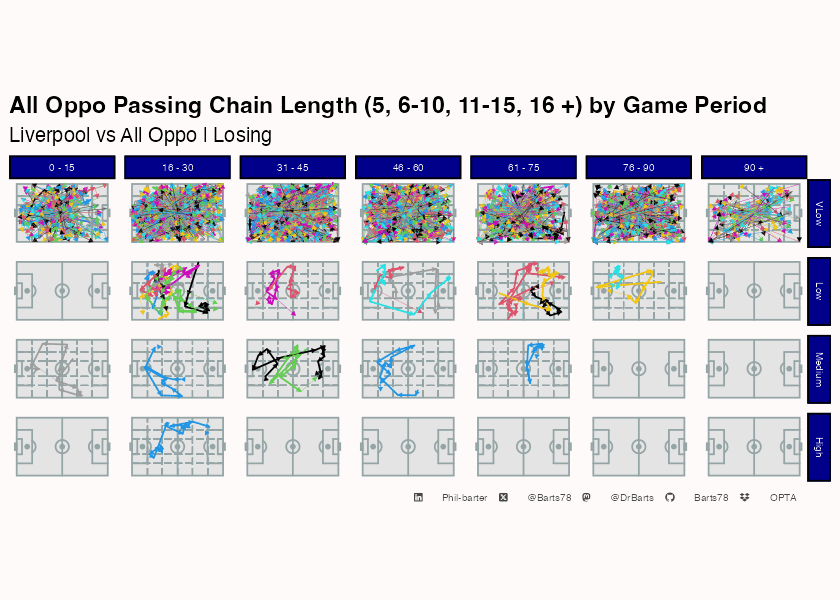 All Oppo Passing Chain Length (5, 6-10, 11-15, 16 +) by Game Period
Liverpool vs All Oppo | Losing
0 - 15 16 - 30 31 - 45 46 - 60 61 - 75 76 - 90 90 +
V.Low
Low
Medium
High
Phil-barter @Barts78 @DrBarts Barts78 OPTA